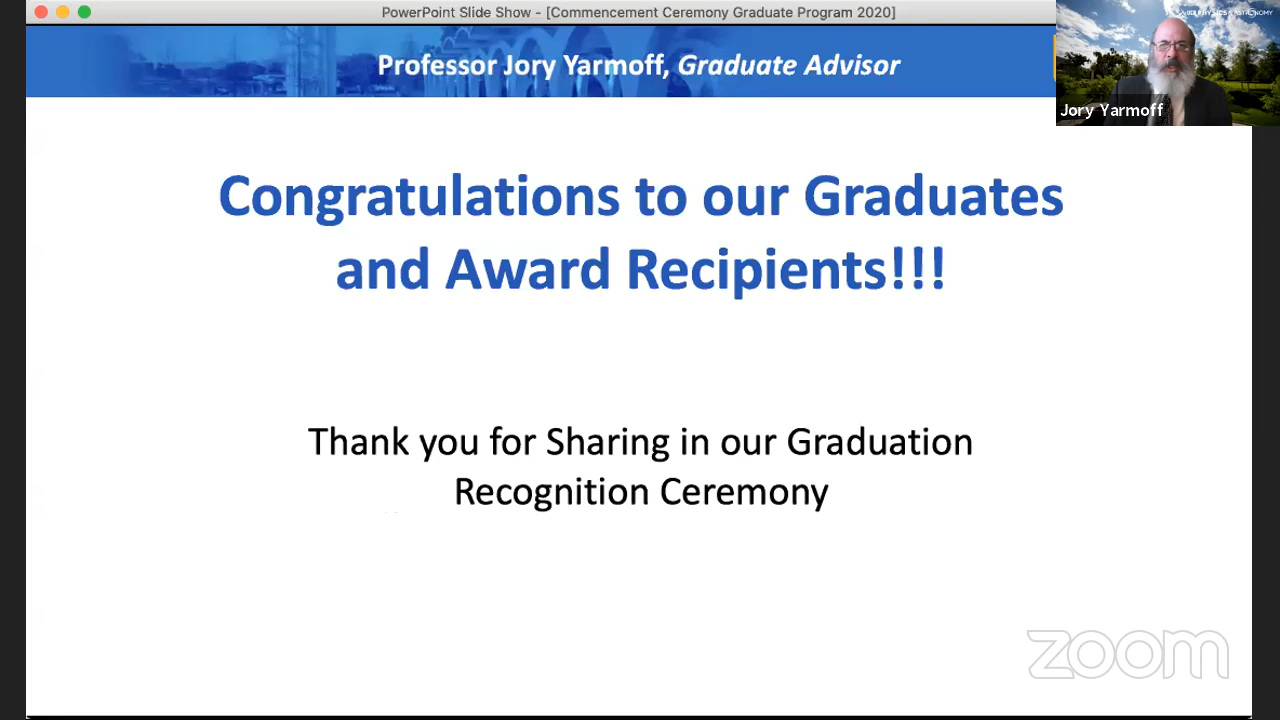 PowerPoint Slide Show - [Commencement Ceremony Graduate Program 2020]
Professor Jory Yarmoff, Graduate Advisor
Jory Yarmoff
Congratulations to our Graduates
and Award Recipients!!!
Thank you for Sharing in our Graduation
Recognition Ceremony
zoom